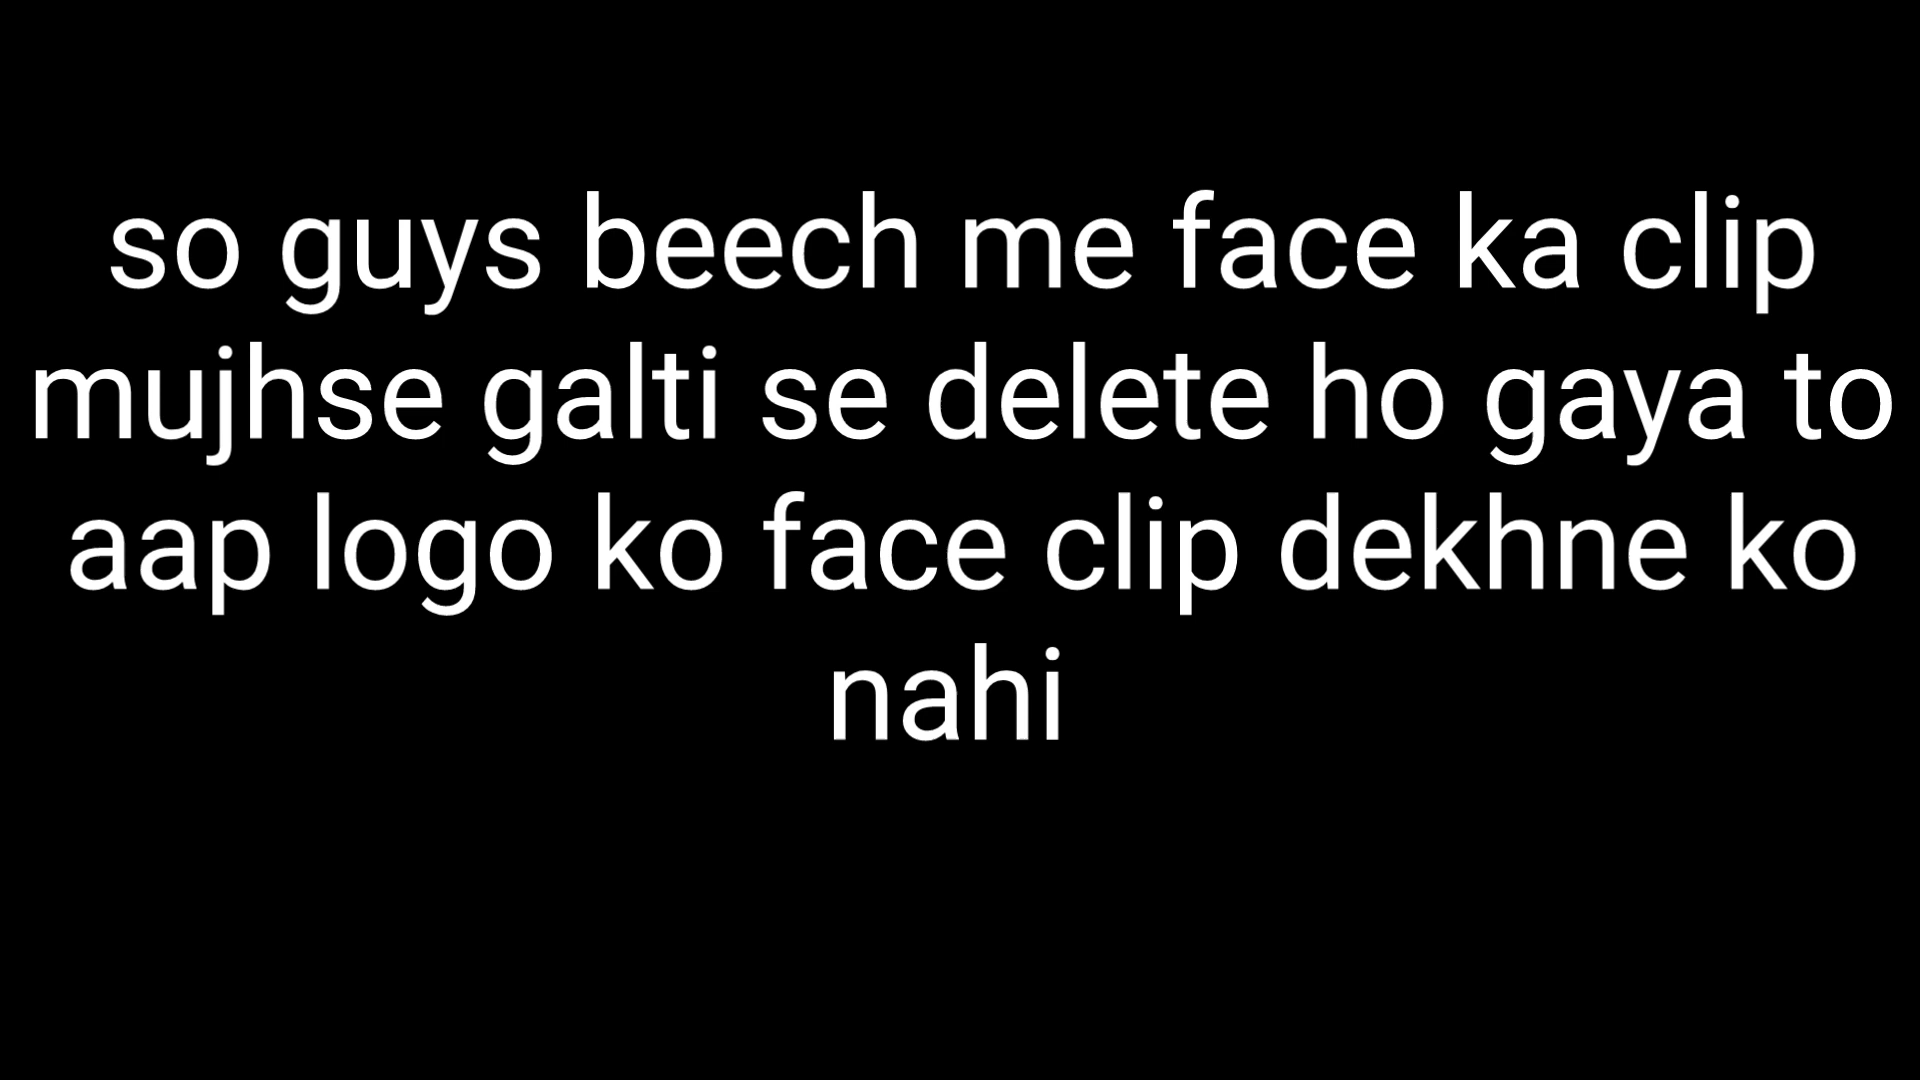 so guys beech me face ka clip
mujhse galti se delete ho gaya to
aap logo ko face clip dekhne ko
nahi